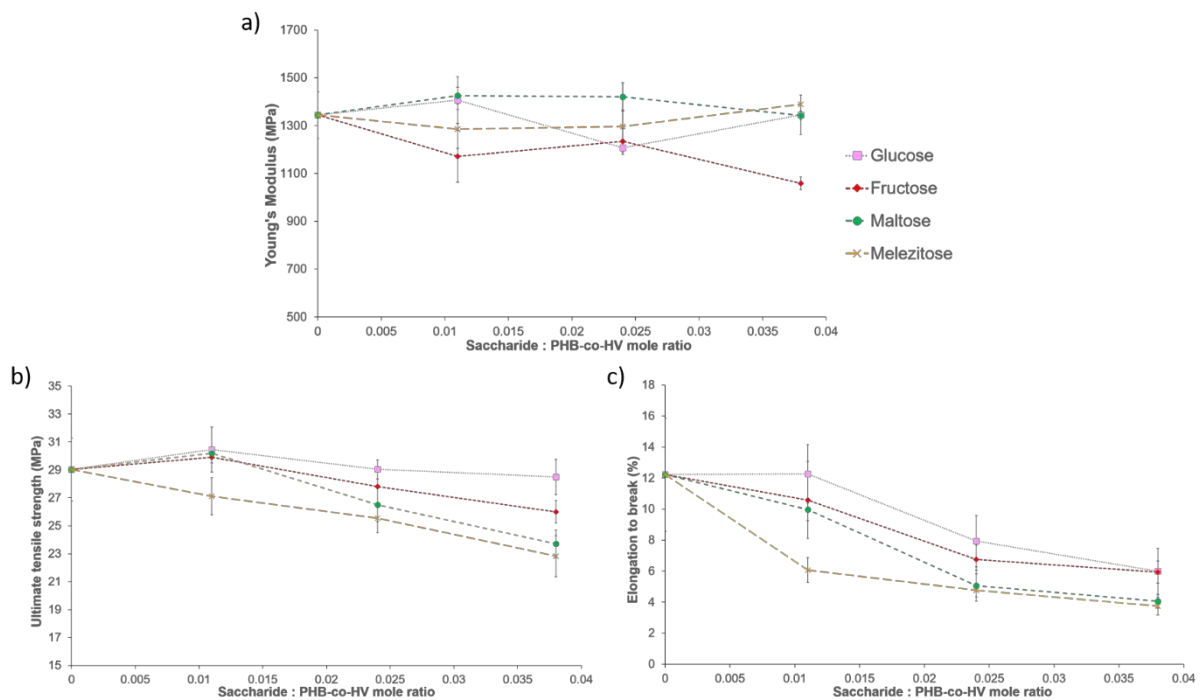 a)
Young's Modulus (MPa)
1700
1500
1300
1100
900
700
500
0 0.005 0.01 0.015 0.02 0.025 0.03 0.035 0.04
Saccharide : PHB-co-HV mole ratio
Glucose
Fructose
Maltose
Melezitose
b)
Ultimate tensile strength (MPa)
35
33
31
29
27
25
23
21
19
17
15
0 0.005 0.01 0.015 0.02 0.025 0.03 0.035 0.04
Saccharide : PHB-co-HV mole ratio
c)
Elongation to break (%)
18
16
14
12
10
8
6
4
2
0
0 0.005 0.01 0.015 0.02 0.025 0.03 0.035 0.04
Saccharide : PHB-co-HV mole ratio